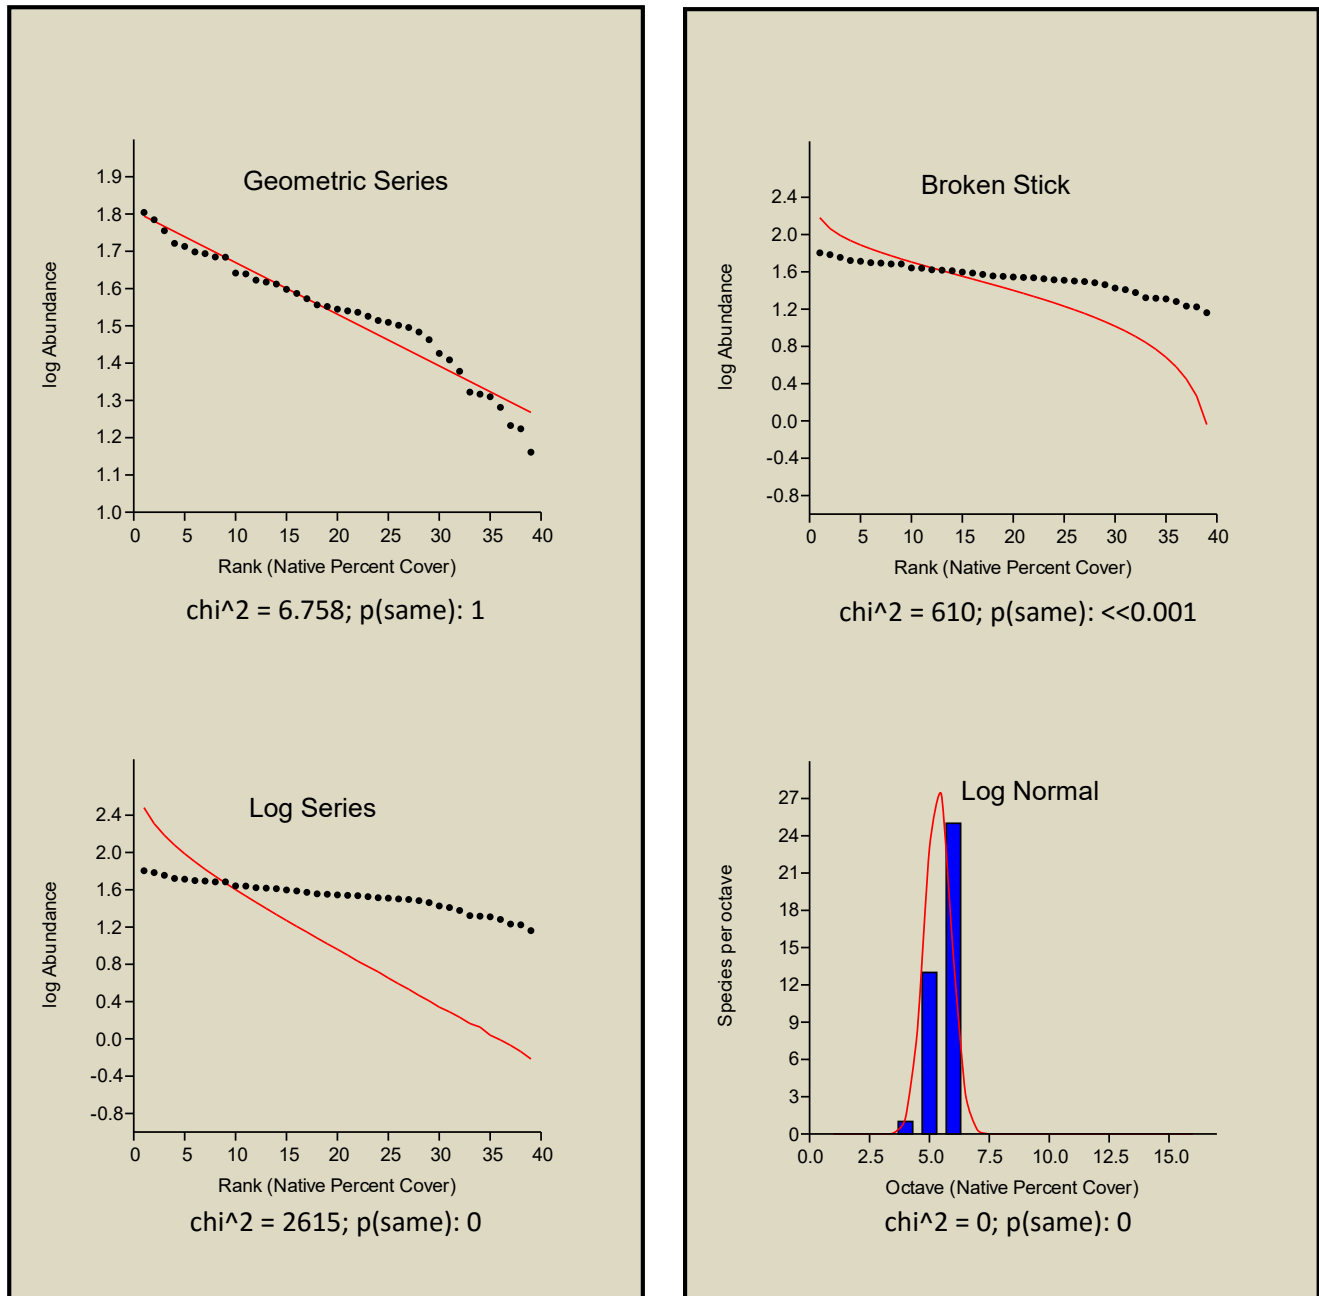 Geometric Series
1.9
1.8
1.7
1.6
1.5
1.4
1.3
1.2
1.1
1.0
log Abundance
0 5 10 15 20 25 30 35 40
Rank (Native Percent Cover)
chi^2 = 6.758; p(same): 1
Broken Stick
2.4
2.0
1.6
1.2
0.8
0.4
0.0
-0.4
-0.8
log Abundance
0 5 10 15 20 25 30 35 40
Rank (Native Percent Cover)
chi^2 = 610; p(same): <<0.001
Log Series
2.4
2.0
1.6
1.2
0.8
0.4
0.0
-0.4
-0.8
log Abundance
0 5 10 15 20 25 30 35 40
Rank (Native Percent Cover)
chi^2 = 2615; p(same): 0
Log Normal
27
24
21
18
15
12
9
6
3
0
Species per octave
0.0 2.5 5.0 7.5 10.0 12.5 15.0
Octave (Native Percent Cover)
chi^2 = 0; p(same): 0